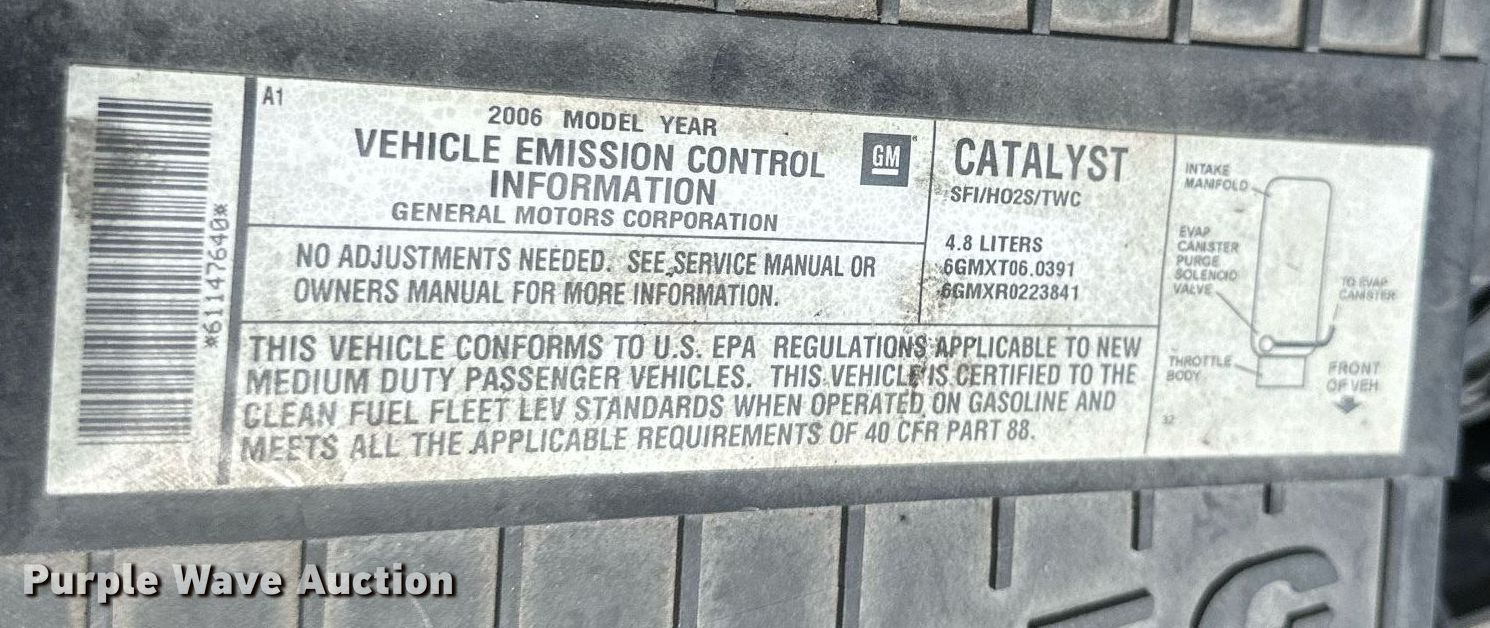 *61147640*
A1
2006 MODEL YEAR
VEHICLE EMISSION CONTROL
INFORMATION
GENERAL MOTORS CORPORATION
GM
NO ADJUSTMENTS NEEDED. SEE SERVICE MANUAL OR
OWNERS MANUAL FOR MORE INFORMATION.
CATALYST
SFI/HO2S/TWC
4.8 LITERS
6GMXT06.0391
6GMXR0223841
THIS VEHICLE CONFORMS TO U.S. EPA REGULATIONS APPLICABLE TO NEW
MEDIUM DUTY PASSENGER VEHICLES. THIS VEHICLE IS CERTIFIED TO THE
CLEAN FUEL FLEET LEV STANDARDS WHEN OPERATED ON GASOLINE AND
MEETS ALL THE APPLICABLE REQUIREMENTS OF 40 CFR PART 88.
INTAKE
MANIFOLD
EVAP
CANISTER
PURGE
SOLENOID
VALVE
TO EVAP
CANISTER
THROTTLE
BODY
FRONT
OF VEH
32
Purple Wave Auction